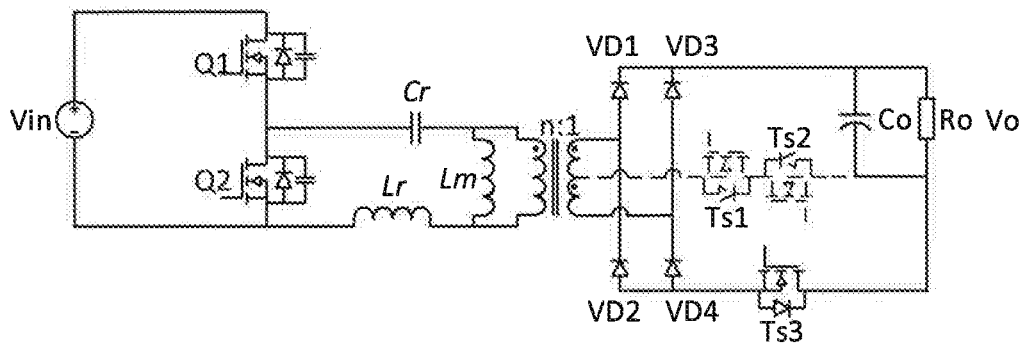 VD1
VD3
Q1
Cr
Vin
n:1
Co
Ro
Vo
Ts2
Q2
Lr
Lm
Ts1
VD2
VD4
Ts3